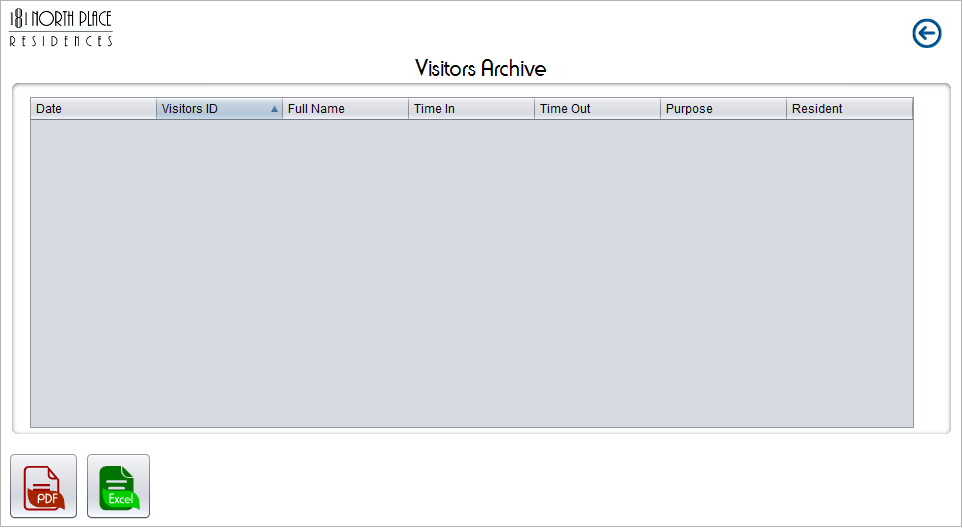 181 NORTH PLACE
RESIDENCES
Visitors Archive
Date Visitors ID Full Name Time In Time Out Purpose Resident
PDF Excel